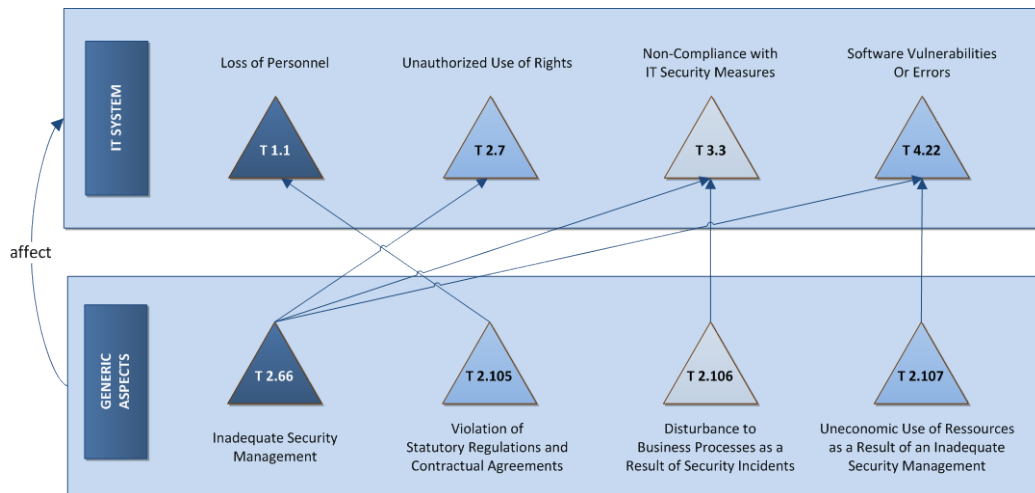 Loss of Personnel
Unauthorized Use of Rights
Non-Compliance with
IT Security Measures
Software Vulnerabilities
Or Errors
IT SYSTEM
T 1.1
T 2.7
T 3.3
T 4.22
affect
GENERIC
ASPECTS
T 2.66
T 2.105
T 2.106
T 2.107
Inadequate Security
Management
Violation of
Statutory Regulations and
Contractual Agreements
Disturbance to
Business Processes as a
Result of Security Incidents
Uneconomic Use of Ressources
as a Result of an Inadequate
Security Management